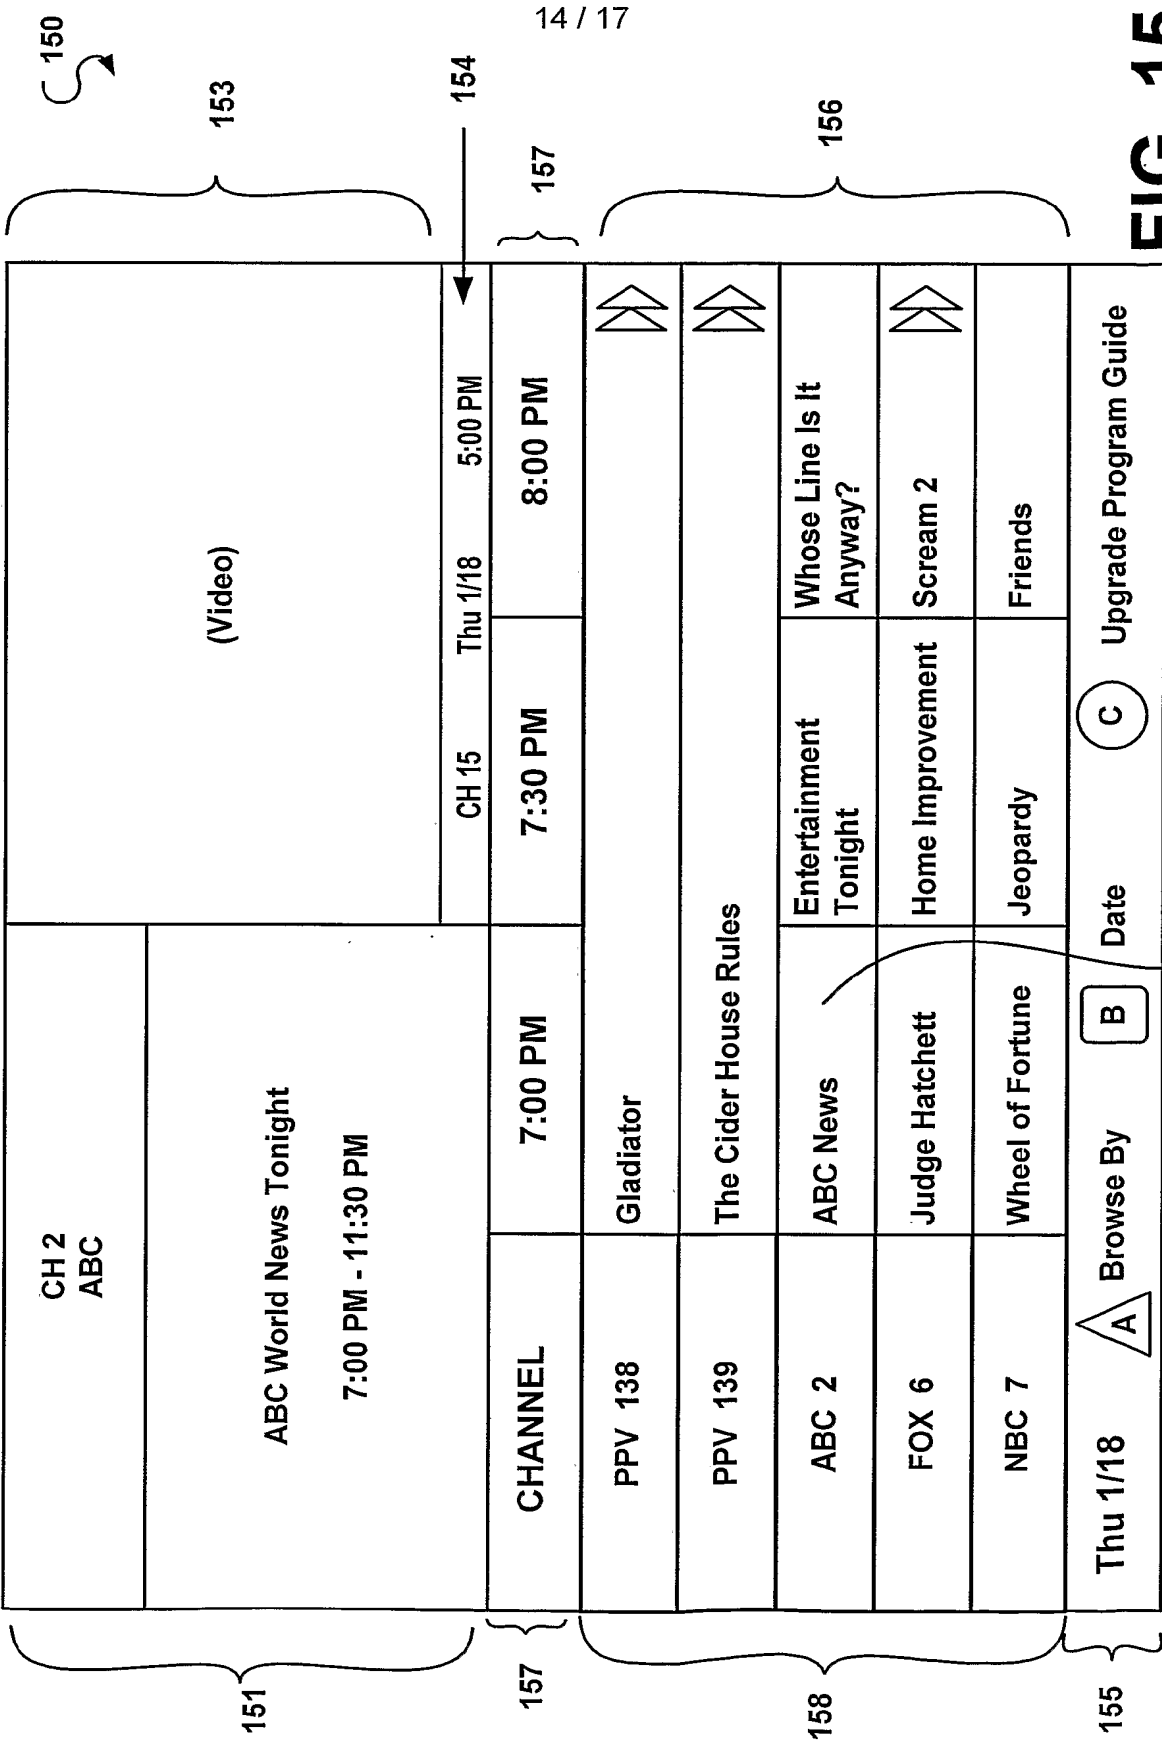 14 / 17
150
153
154
157
156
CH 2
ABC
ABC World News Tonight
7:00 PM - 11:30 PM
(Video)
CH 15 Thu 1/18 5:00 PM
CHANNEL 7:00 PM 7:30 PM 8:00 PM
PPV 138 Gladiator
PPV 139 The Cider House Rules
ABC 2 ABC News Entertainment Tonight Whose Line Is It Anyway?
FOX 6 Judge Hatchett Home Improvement Scream 2
NBC 7 Wheel of Fortune Jeopardy Friends
Thu 1/18 A Browse By B Date C Upgrade Program Guide
151
157
158
155
FIG. 15